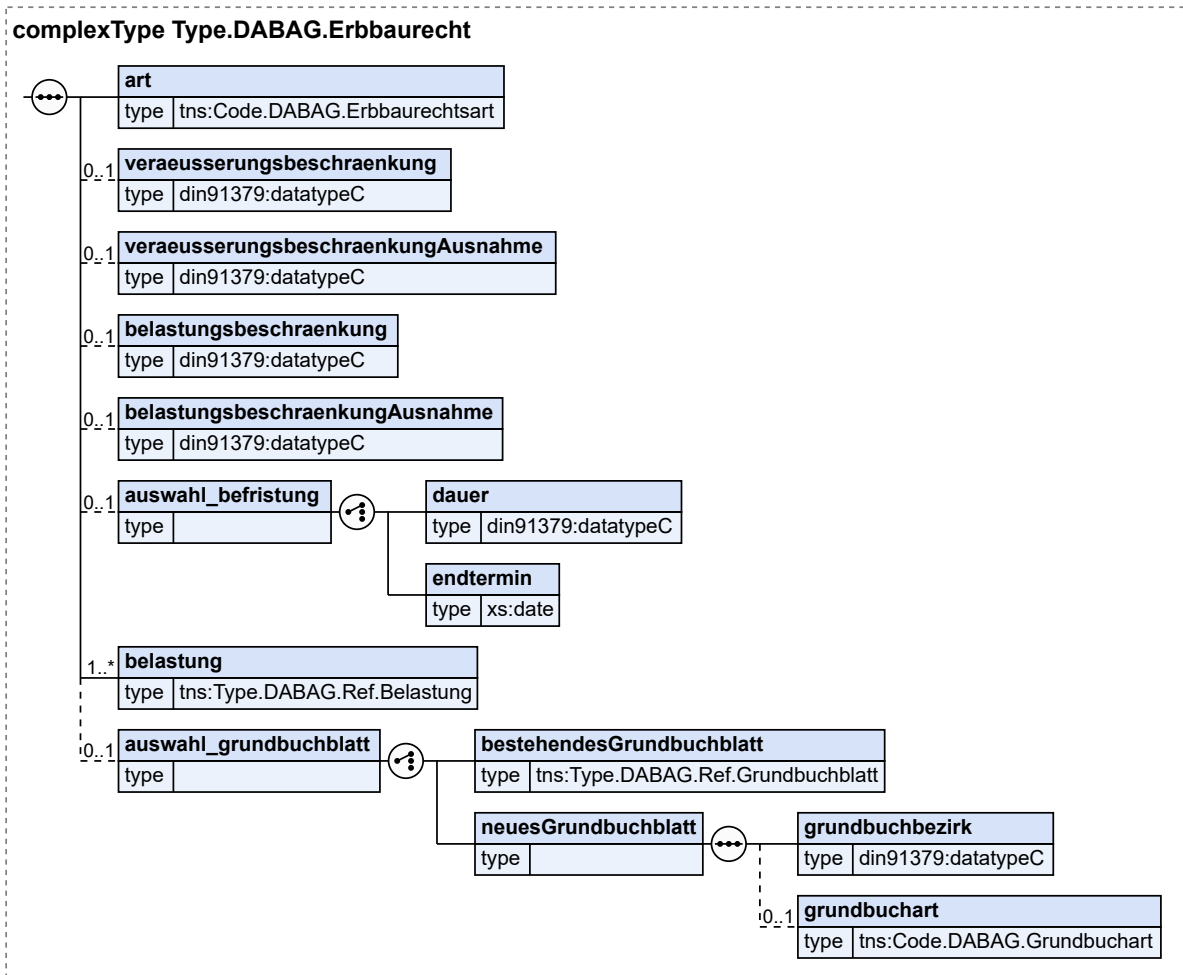 complexType Type.DABAG.Erbbaurecht
art
type tns:Code.DABAG.Erbbaurechtsart
0..1 veraeusserungsbeschraenkung
type din91379:datatypeC
0..1 veraeusserungsbeschraenkungAusnahme
type din91379:datatypeC
0..1 belastungsbeschraenkung
type din91379:datatypeC
0..1 belastungsbeschraenkungAusnahme
type din91379:datatypeC
0..1 auswahl_befristung
type
dauer
type din91379:datatypeC
endtermin
type xs:date
1..* belastung
type tns:Type.DABAG.Ref.Belastung
0..1 auswahl_grundbuchblatt
type
bestehendesGrundbuchblatt
type tns:Type.DABAG.Ref.Grundbuchblatt
neuesGrundbuchblatt
type
grundbuchbezirk
type din91379:datatypeC
0..1 grundbuchart
type tns:Code.DABAG.Grundbuchart